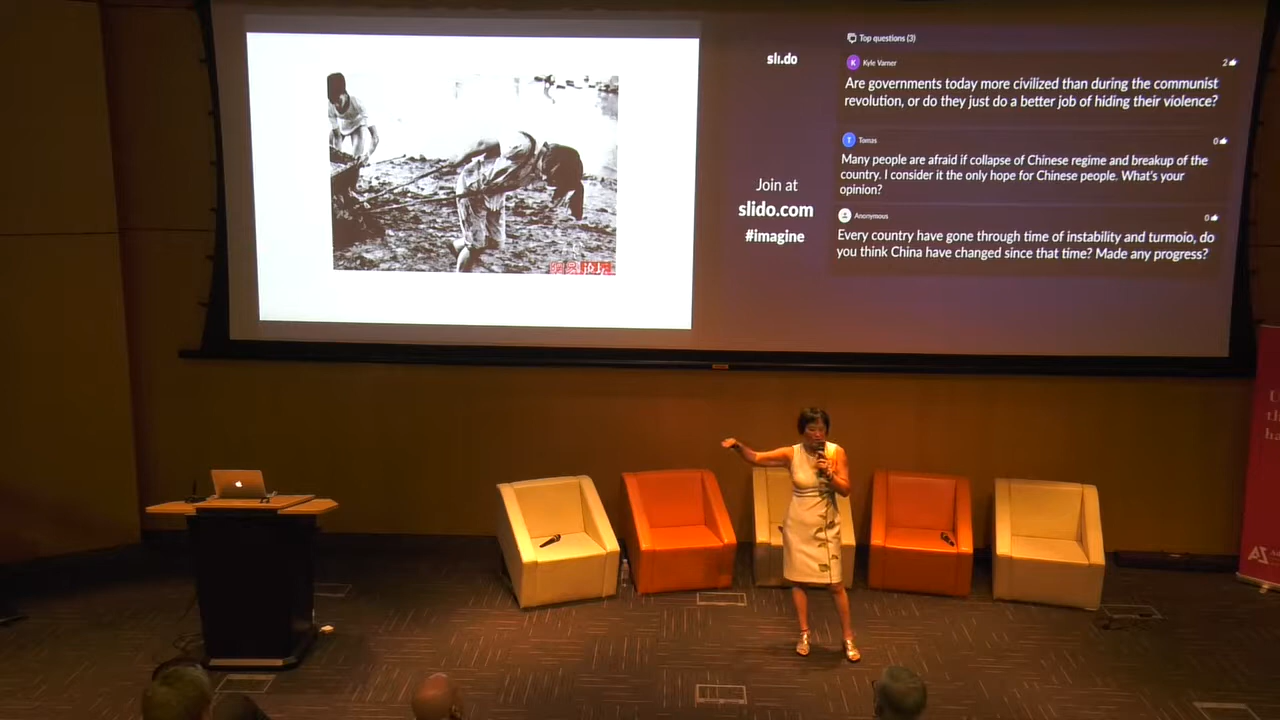 sli.do
Join at
slido.com
#imagine
Top questions (3)
K Kyle Varner 2
Are governments today more civilized than during the communist
revolution, or do they just do a better job of hiding their violence?
T Tomas 0
Many people are afraid if collapse of Chinese regime and breakup of the
country. I consider it the only hope for Chinese people. What's your
opinion?
Anonymous 0
Every country have gone through time of instability and turmoio, do
you think China have changed since that time? Made any progress?